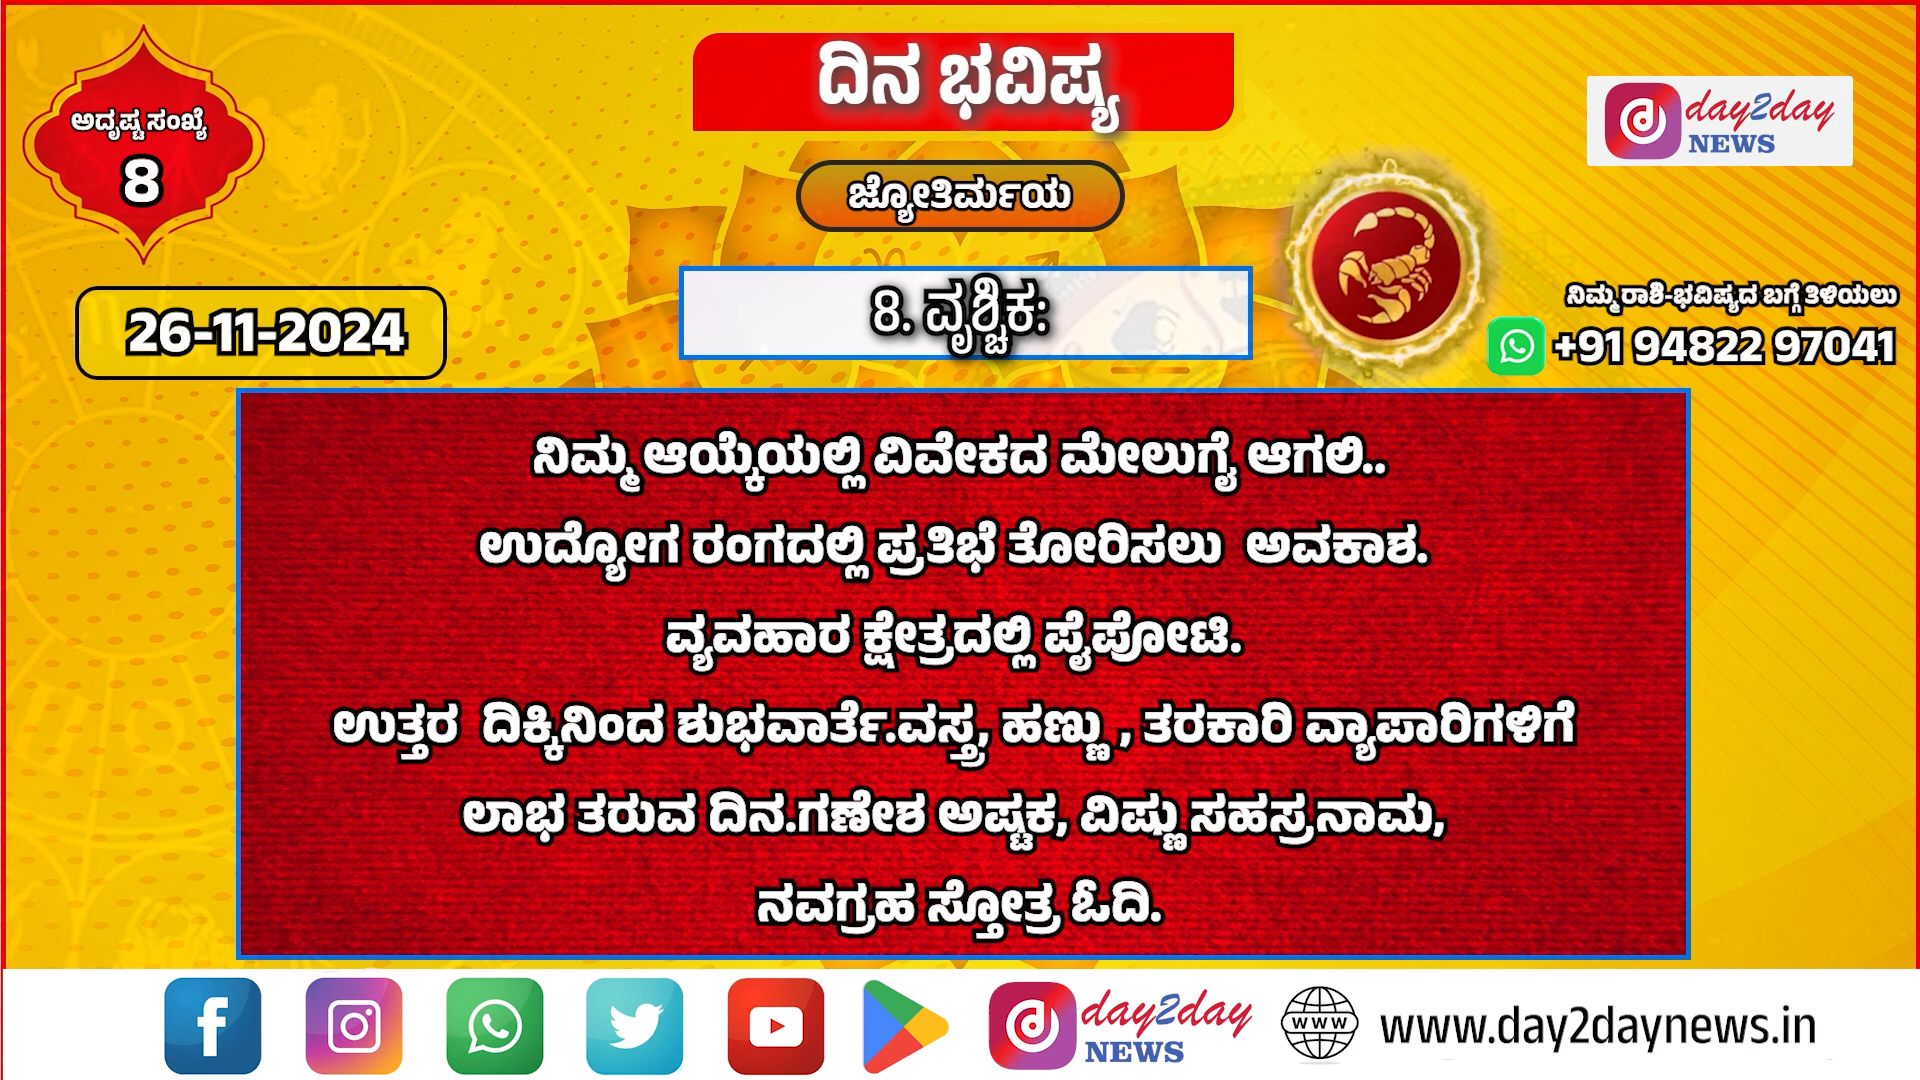 ಅದೃಷ್ಟ ಸಂಖ್ಯೆ
8
ದಿನ ಭವಿಷ್ಯ
day2day
NEWS
ಜ್ಯೋತಿರ್ಮಯ
26-11-2024
8. ವೃಶ್ಚಿಕ:
ನಿಮ್ಮ ರಾಶಿ-ಭವಿಷ್ಯದ ಬಗ್ಗೆ ತಿಳಿಯಲು
+91 94822 97041
ನಿಮ್ಮ ಆಯ್ಕೆಯಲ್ಲಿ ವಿವೇಕದ ಮೇಲುಗೈ ಆಗಲಿ..
ಉದ್ಯೋಗ ರಂಗದಲ್ಲಿ ಪ್ರತಿಭೆ ತೋರಿಸಲು ಅವಕಾಶ.
ವ್ಯವಹಾರ ಕ್ಷೇತ್ರದಲ್ಲಿ ಪೈಪೋಟಿ.
ಉತ್ತರ ದಿಕ್ಕಿನಿಂದ ಶುಭವಾರ್ತೆ.ವಸ್ತ್ರ, ಹಣ್ಣು , ತರಕಾರಿ ವ್ಯಾಪಾರಿಗಳಿಗೆ
ಲಾಭ ತರುವ ದಿನ.ಗಣೇಶ ಅಷ್ಟಕ, ವಿಷ್ಣುಸಹಸ್ರನಾಮ,
ನವಗ್ರಹ ಸ್ತೋತ್ರ ಓದಿ.
day2day
NEWS
www
www.day2daynews.in